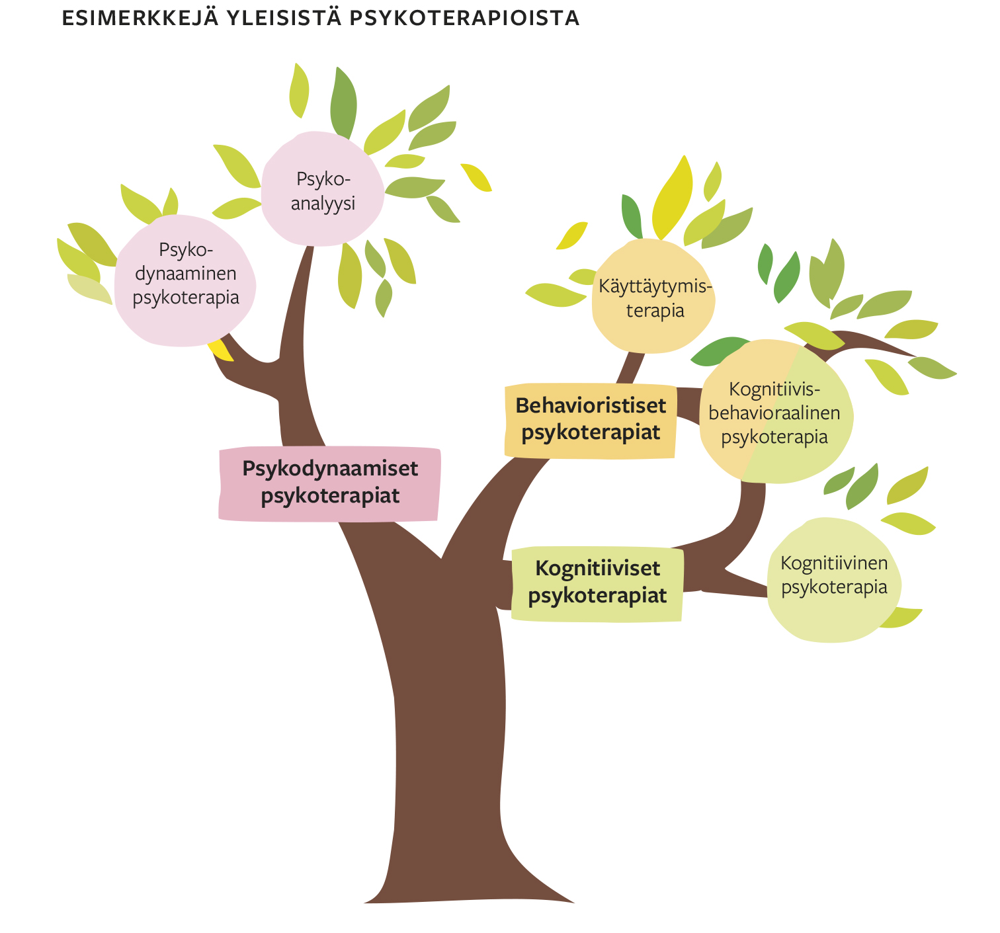 ESIMERKKEJÄ YLEISISTÄ PSYKOTERAPIOISTA
Psyko-
analyysi
Psyko-
dynaaminen
psykoterapia
Psykodynaamiset
psykoterapiat
Käyttäytymis-
terapia
Behavioristiset
psykoterapiat
Kognitiivis-
behavioraalinen
psykoterapia
Kognitiiviset
psykoterapiat
Kognitiivinen
psykoterapia